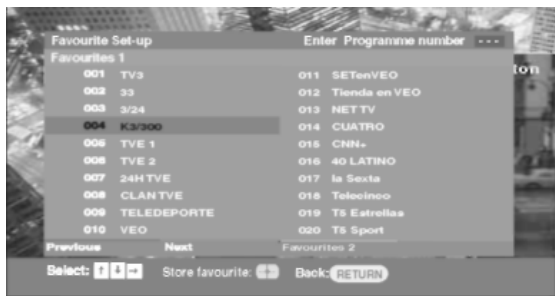 Favourite Set-up Enter Programme number ---
Favourites 1
001 TV3
002 33
003 3/24
004 K3/300
005 TVE 1
006 TVE 2
007 24H TVE
008 CLAN TVE
009 TELEDEPORTE
010 VEO
011 SETenVEO
012 Tienda en VEO
013 NET TV
014 CUATRO
015 CNN+
016 40 LATINO
017 la Sexta
018 Telecinco
019 T5 Estrellas
020 T5 Sport
Previous Next Favourites 2
Select: Store favourite: Back: RETURN
ton